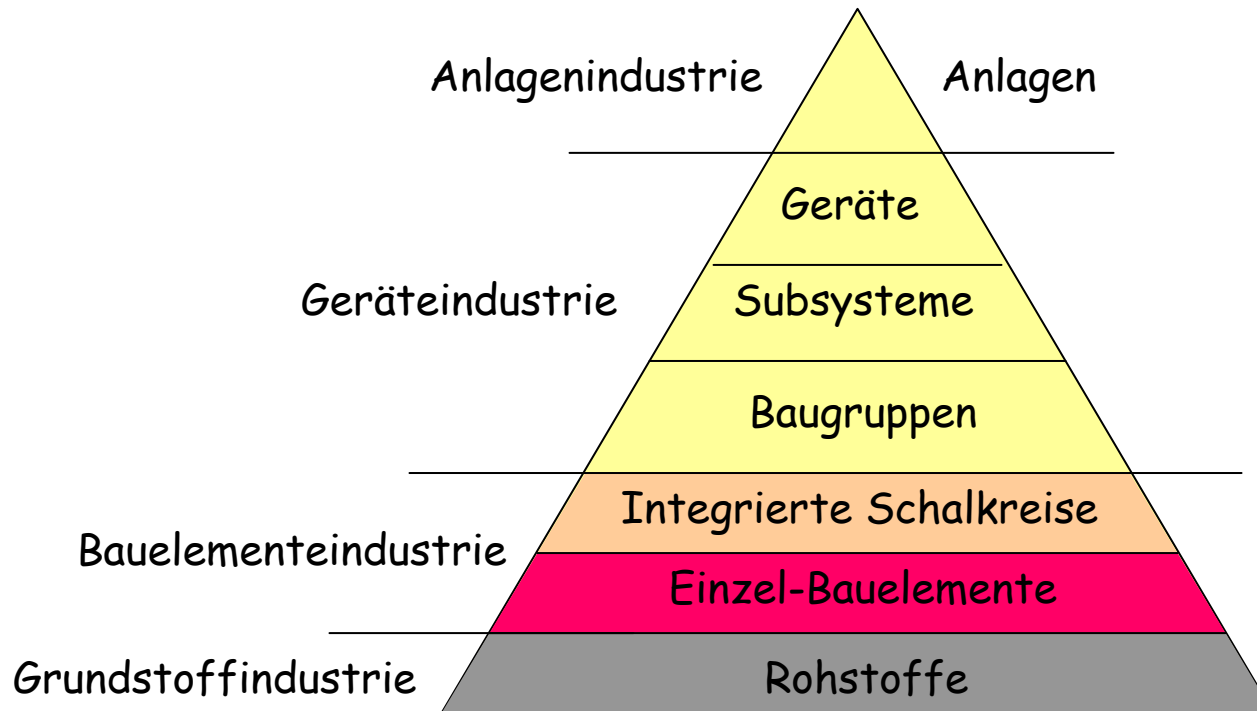 Anlagenindustrie Anlagen
Geräte
Geräteindustrie Subsysteme
Baugruppen
Integrierte Schalkreise
Bauelementeindustrie
Einzel-Bauelemente
Grundstoffindustrie Rohstoffe